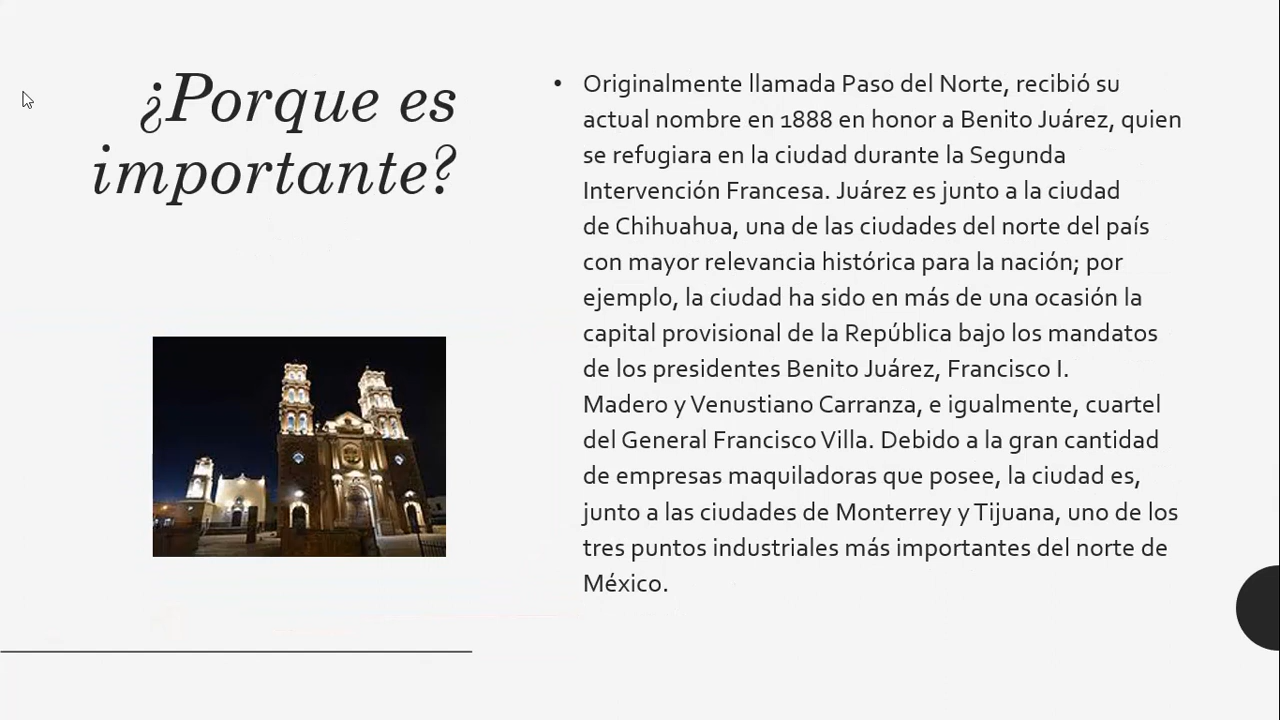 ¿Porque es
importante?
• Originalmente llamada Paso del Norte, recibió su
actual nombre en 1888 en honor a Benito Juárez, quien
se refugiara en la ciudad durante la Segunda
Intervención Francesa. Juárez es junto a la ciudad
de Chihuahua, una de las ciudades del norte del país
con mayor relevancia histórica para la nación; por
ejemplo, la ciudad ha sido en más de una ocasión la
capital provisional de la República bajo los mandatos
de los presidentes Benito Juárez, Francisco I.
Madero y Venustiano Carranza, e igualmente, cuartel
del General Francisco Villa. Debido a la gran cantidad
de empresas maquiladoras que posee, la ciudad es,
junto a las ciudades de Monterrey y Tijuana, uno de los
tres puntos industriales más importantes del norte de
México.